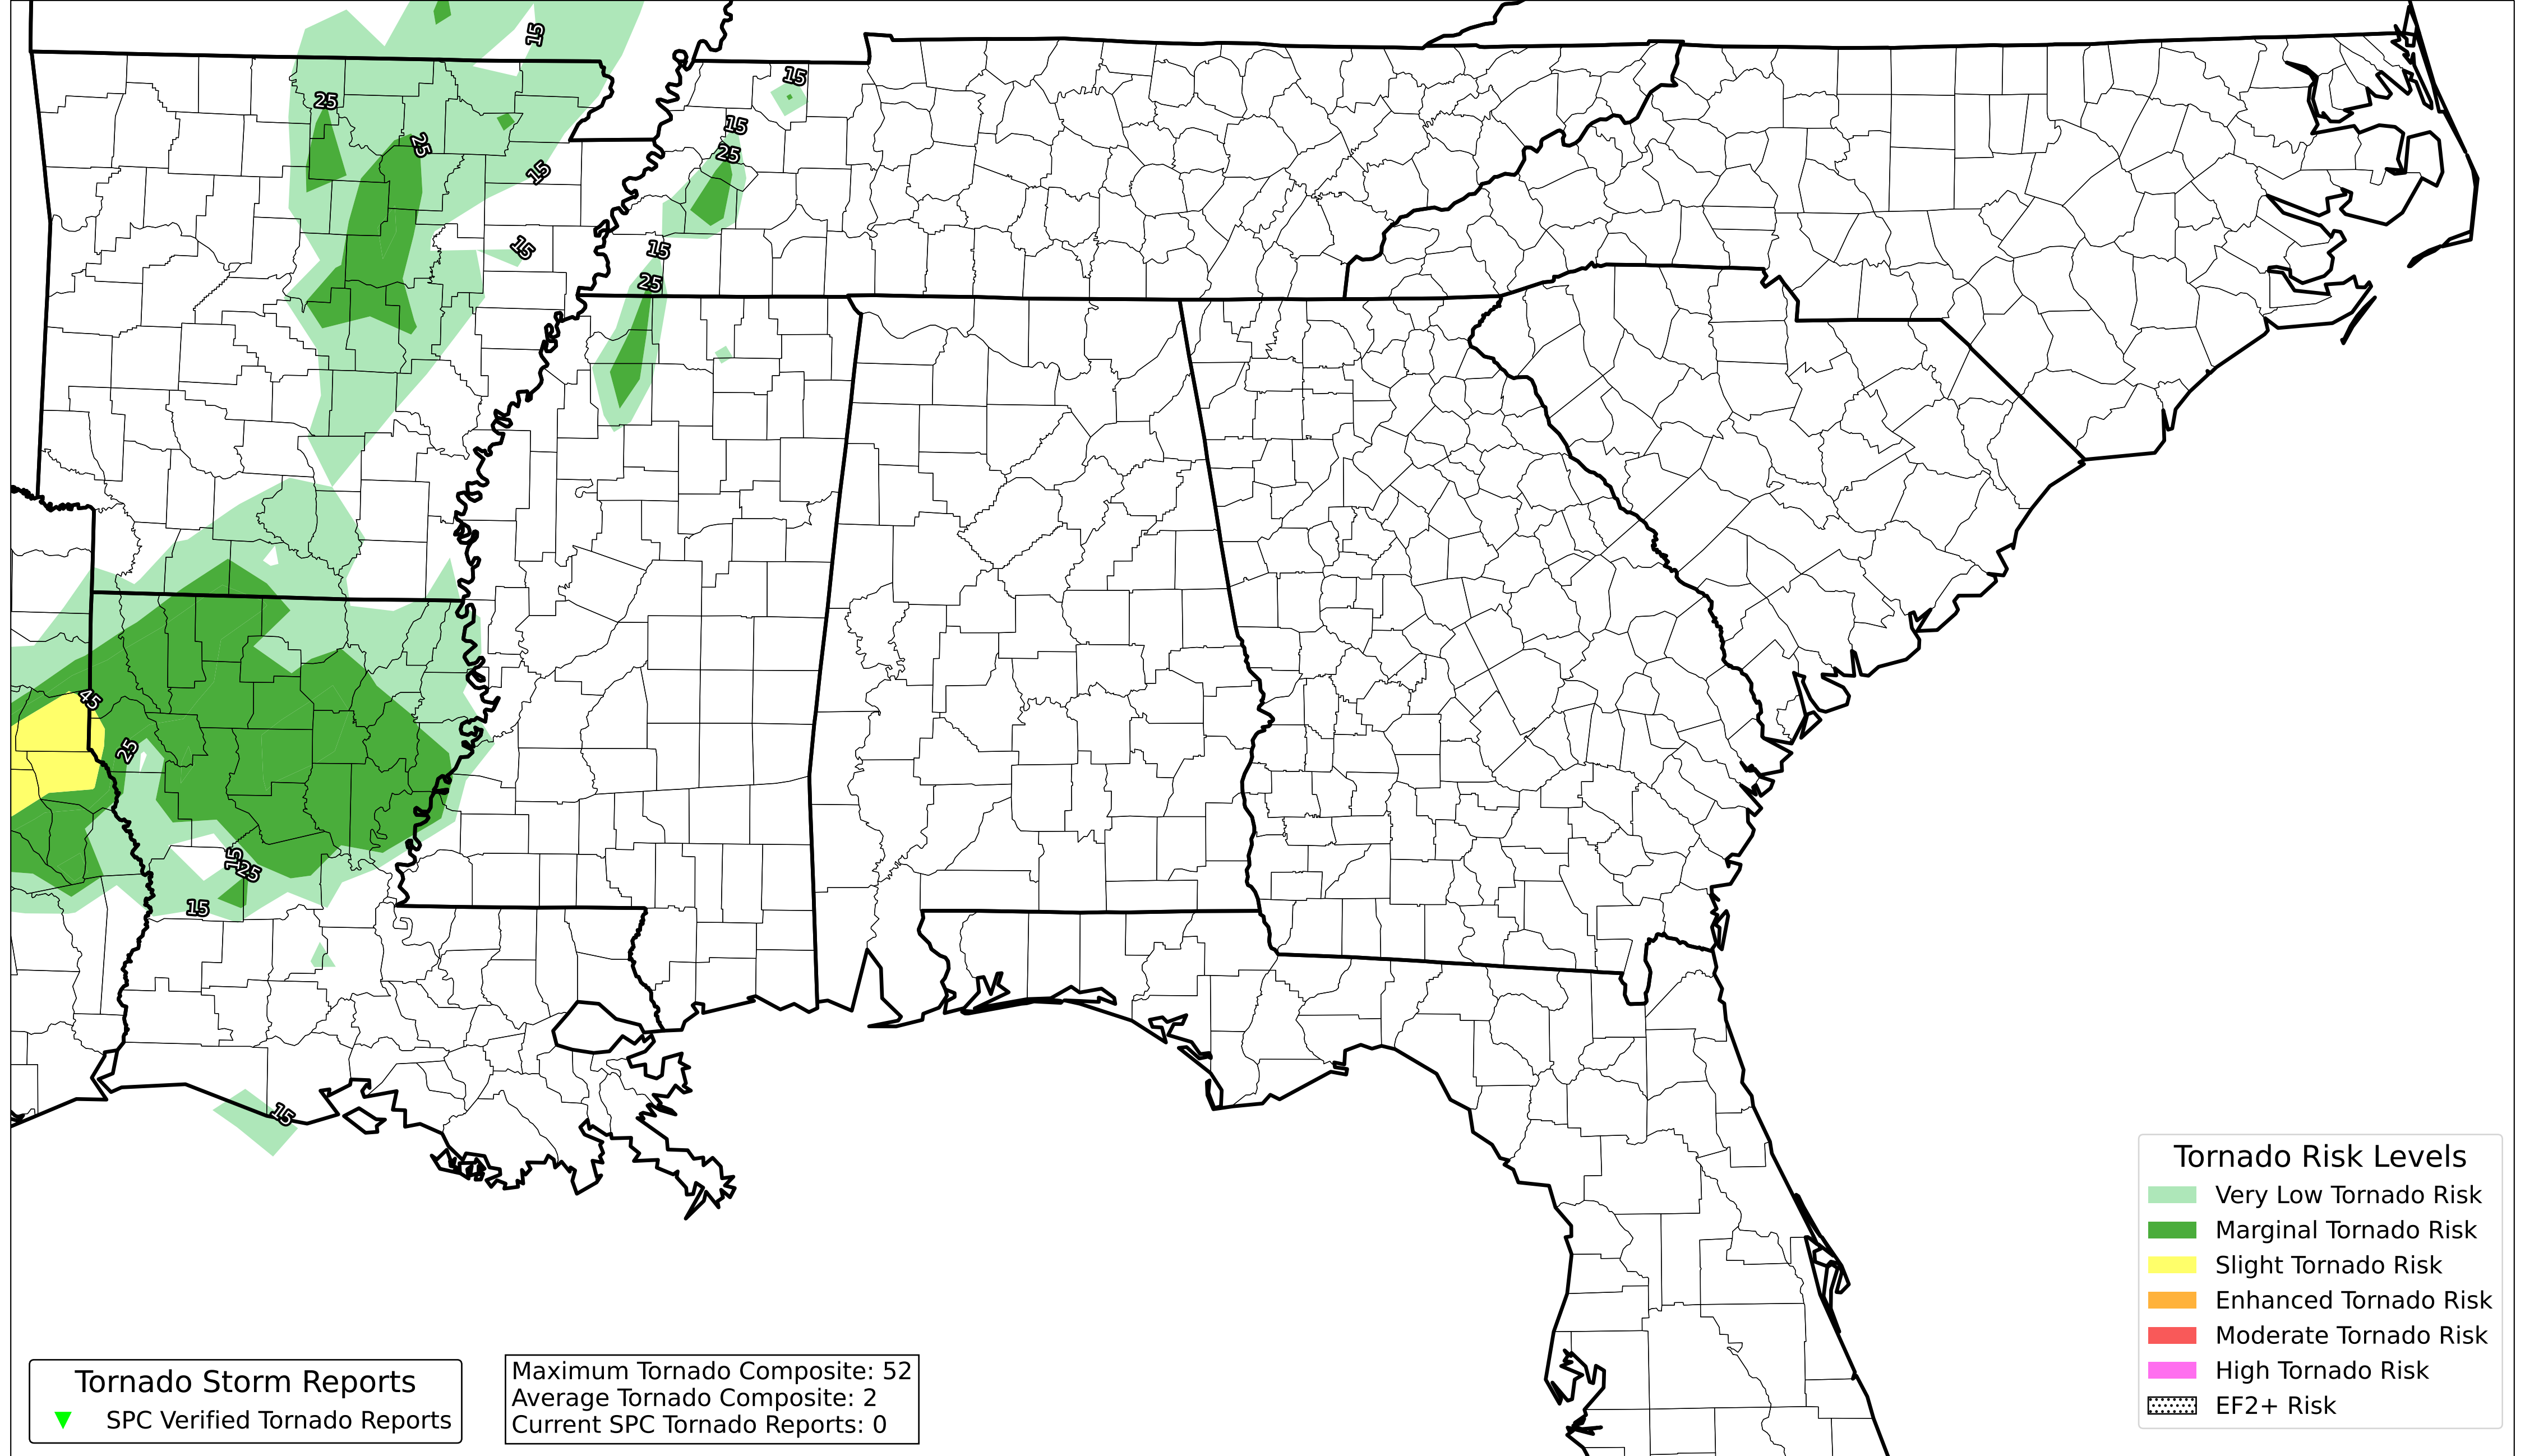 15
15
25
15
25
25
15
15
15
25
45
25
15
25
15
15
Tornado Risk Levels
Very Low Tornado Risk
Marginal Tornado Risk
Slight Tornado Risk
Enhanced Tornado Risk
Moderate Tornado Risk
High Tornado Risk
EF2+ Risk
Tornado Storm Reports
SPC Verified Tornado Reports
Maximum Tornado Composite: 52
Average Tornado Composite: 2
Current SPC Tornado Reports: 0